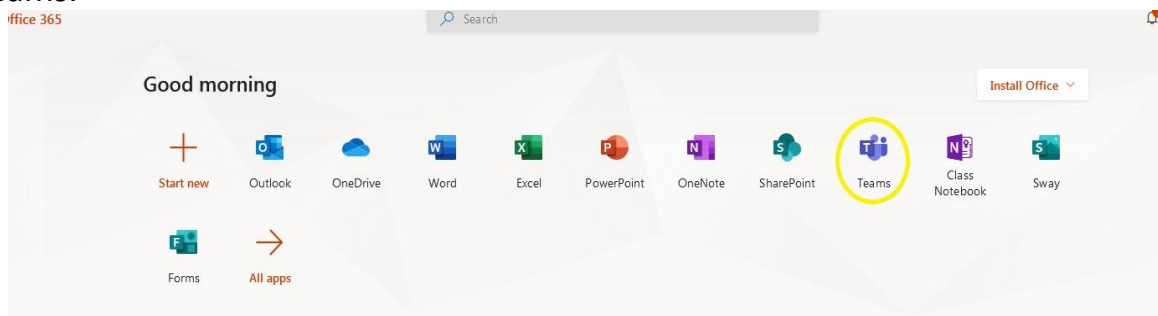 ffice 365
Search
Good morning
Install Office
Start new
Outlook
OneDrive
Word
Excel
PowerPoint
OneNote
SharePoint
Teams
Class
Notebook
Sway
Forms
All apps